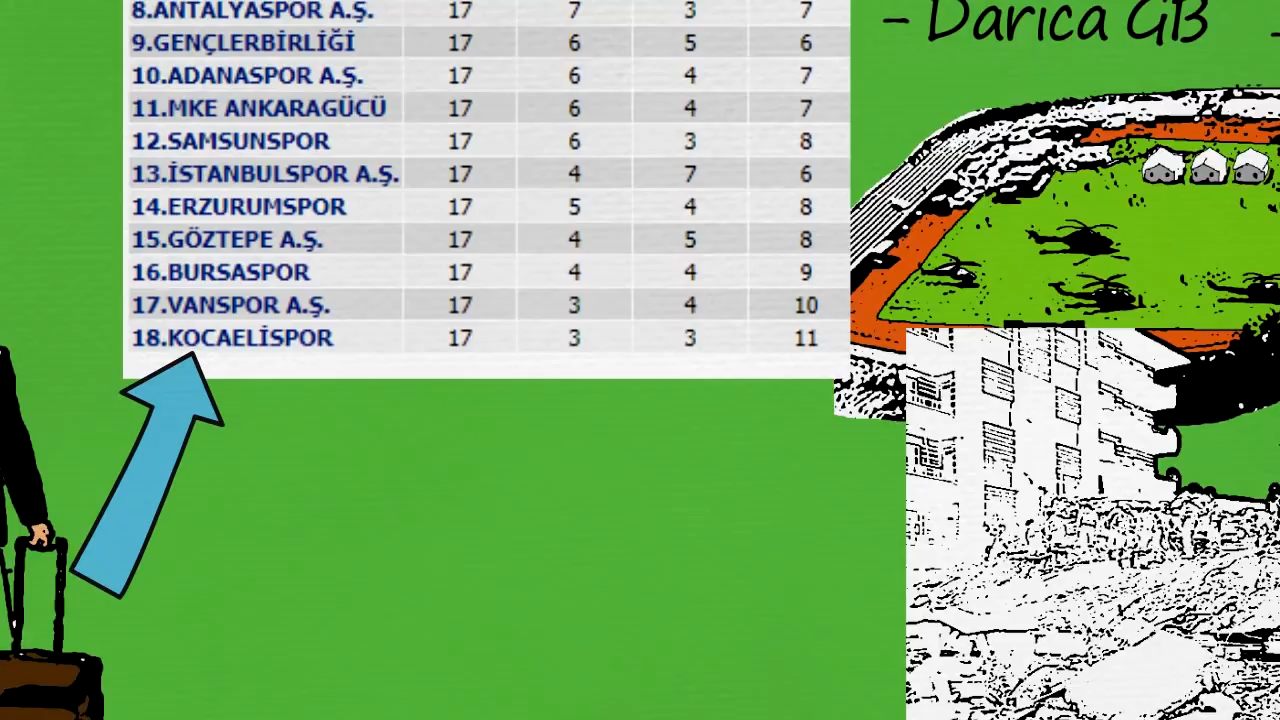 8.ANTALYASPOR A.Ş. 17 7 3 7
9.GENÇLERBİRLİĞİ 17 6 5 6
10.ADANASPOR A.Ş. 17 6 4 7
11.MKE ANKARAGÜCÜ 17 6 4 7
12.SAMSUNSPOR 17 6 3 8
13.İSTANBULSPOR A.Ş. 17 4 7 6
14.ERZURUMSPOR 17 5 4 8
15.GÖZTEPE A.Ş. 17 4 5 8
16.BURSASPOR 17 4 4 9
17.VANSPOR A.Ş. 17 3 4 10
18.KOCAELİSPOR 17 3 3 11
- Darıca GB -